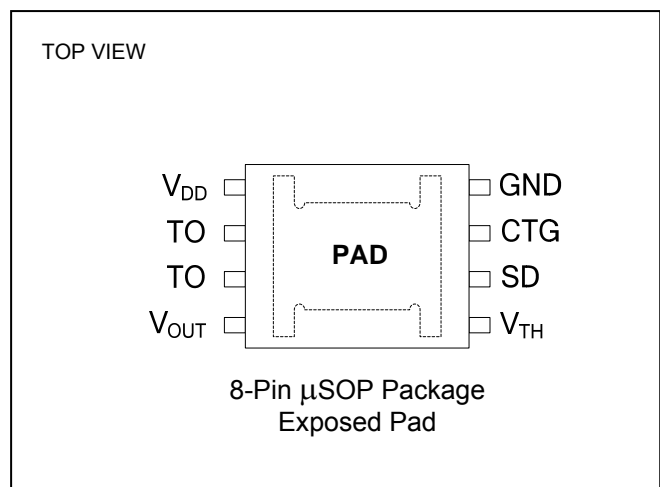 TOP VIEW
VDD GND
TO CTG
PAD
TO SD
VOUT VTH
8-Pin μSOP Package
Exposed Pad